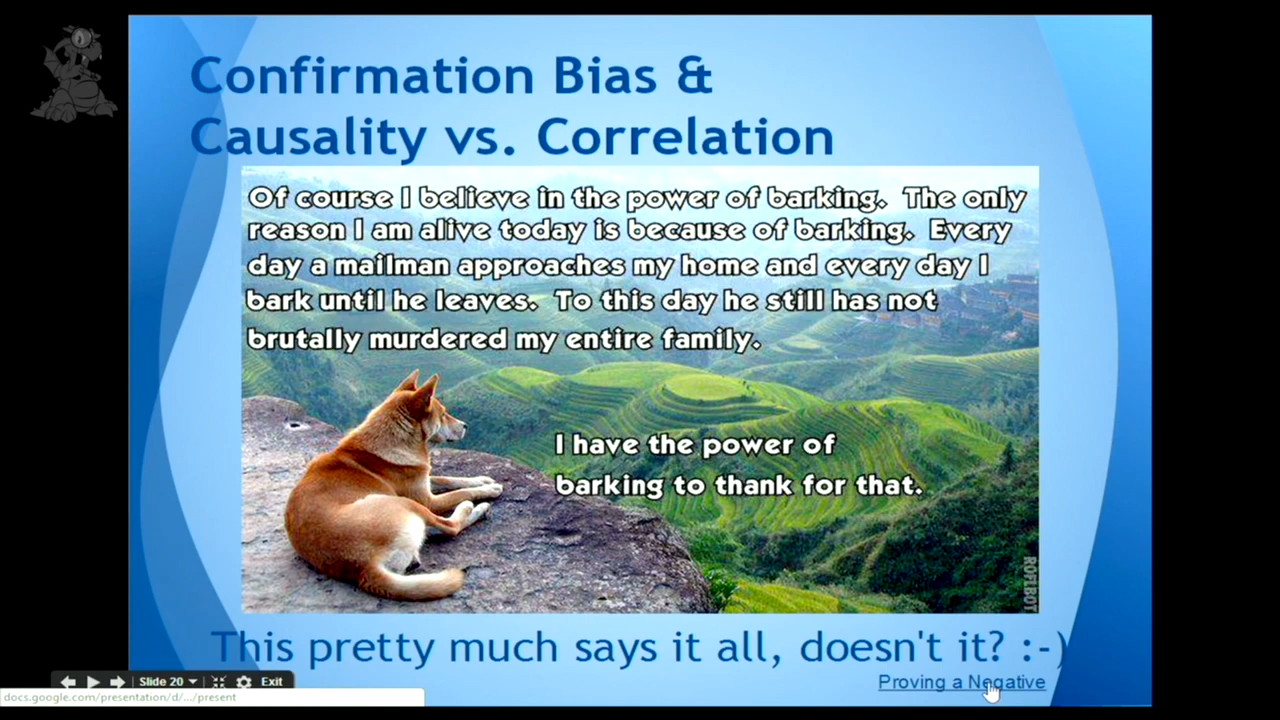 Confirmation Bias &
Causality vs. Correlation
Of course I believe in the power of barking. The only
reason I am alive today is because of barking. Every
day a mailman approaches my home and every day I
bark until he leaves. To this day he still has not
brutally murdered my entire family.
I have the power of
barking to thank for that.
ROFLBOT
This pretty much says it all, doesn't it? :-)
Slide 20
Exit
Proving a Negative
docs.google.com/presentation/d/.../present